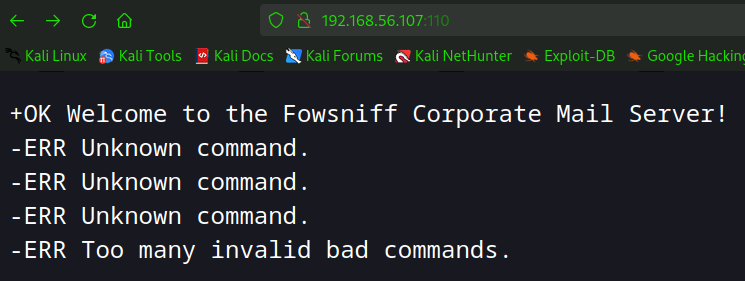 192.168.56.107:110
Kali Linux Kali Tools Kali Docs Kali Forums Kali NetHunter Exploit-DB Google Hacking
+OK Welcome to the Fowsniff Corporate Mail Server!
-ERR Unknown command.
-ERR Unknown command.
-ERR Unknown command.
-ERR Too many invalid bad commands.